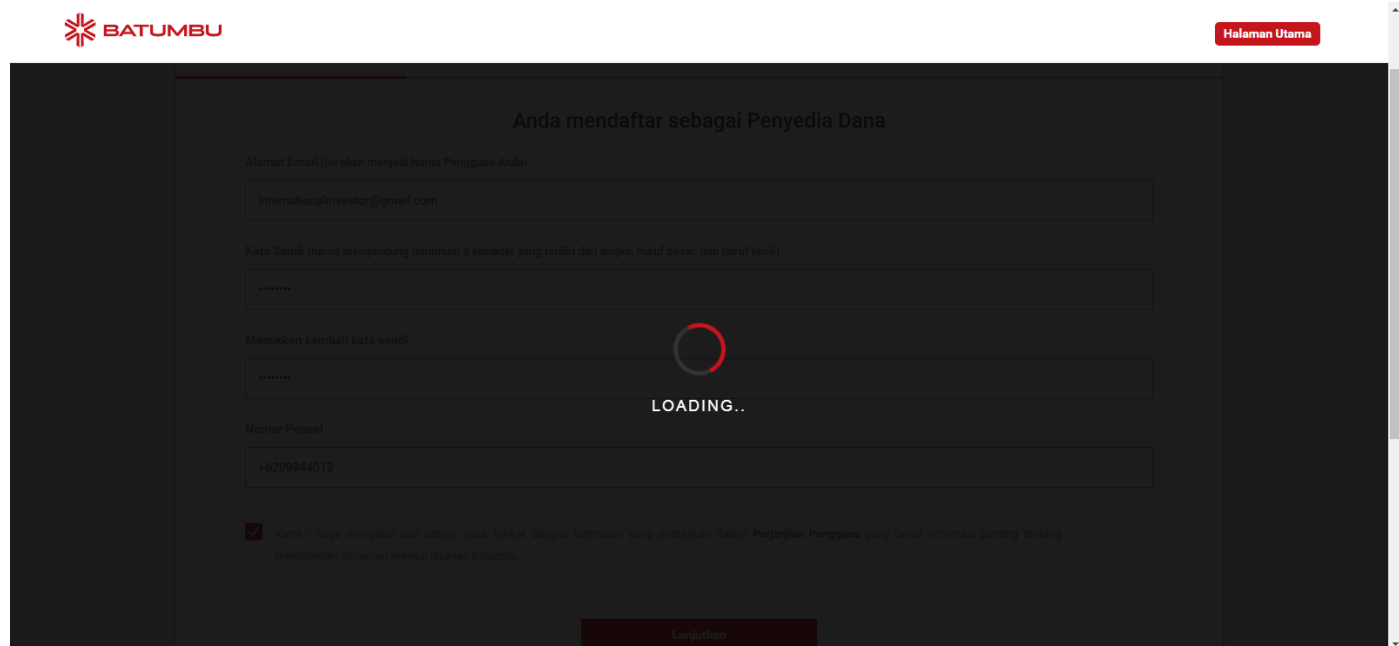 BATUMBU
Halaman Utama
Anda mendaftar sebagai Penyedia Dana
Alamat Email (Ini akan menjadi Nama Pengguna Anda)
internationalinvestor@gmail.com
Kata Sandi (harus mengandung minimum 8 karakter yang terdiri dari angka, huruf besar, dan huruf kecil)
••••••••
Masukkan kembali kata sandi
••••••••
LOADING..
Nomor Ponsel
+6209944012
Kami / Saya mengakui dan setuju untuk terikat dengan ketentuan yang ditetapkan dalam Perjanjian Pengguna yang berisi informasi penting tentang
memberikan pinjaman melalui layanan Batumbu.
Lanjutkan